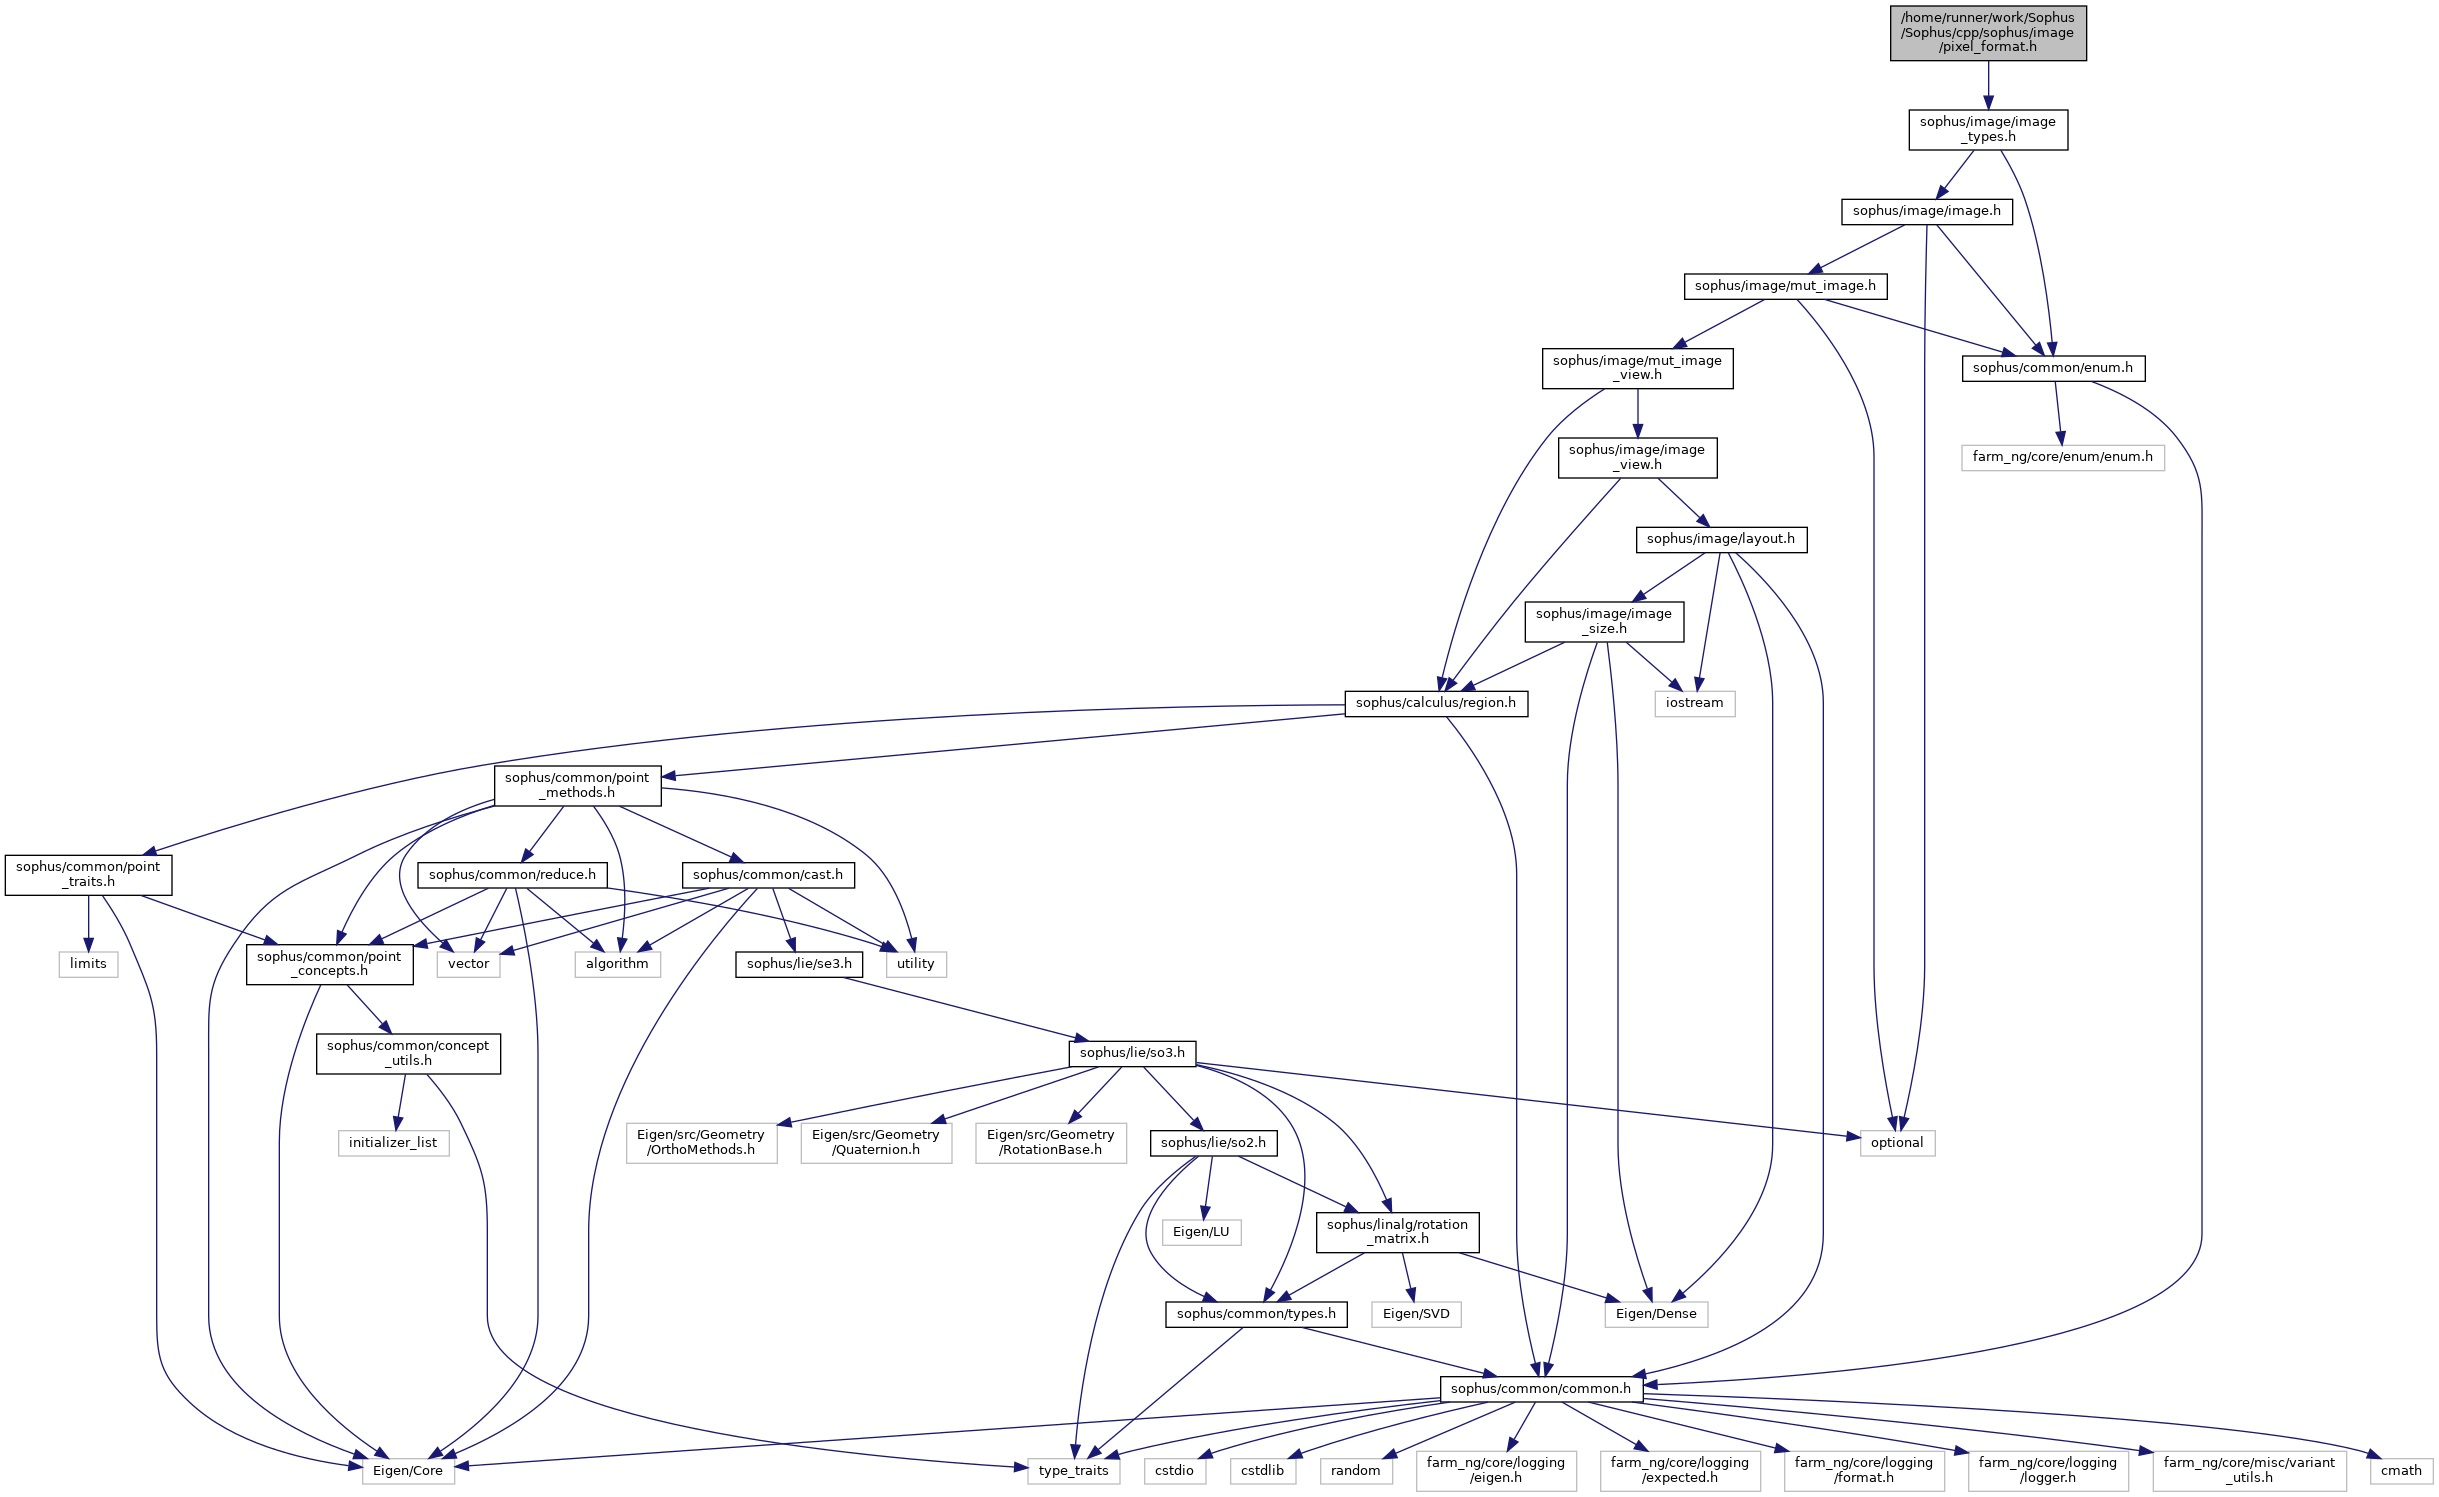 /home/runner/work/Sophus
/Sophus/cpp/sophus/image
/pixel_format.h
sophus/image/image
_types.h
sophus/image/image.h
sophus/image/mut_image.h
sophus/image/mut_image
_view.h
sophus/common/enum.h
sophus/image/image
_view.h
farm_ng/core/enum/enum.h
sophus/image/layout.h
sophus/image/image
_size.h
sophus/calculus/region.h
iostream
sophus/common/point
_methods.h
sophus/common/point
_traits.h
sophus/common/reduce.h
sophus/common/cast.h
limits
sophus/common/point
_concepts.h
vector
algorithm
sophus/lie/se3.h
utility
sophus/common/concept
_utils.h
sophus/lie/so3.h
initializer_list
Eigen/src/Geometry
/OrthoMethods.h
Eigen/src/Geometry
/Quaternion.h
Eigen/src/Geometry
/RotationBase.h
sophus/lie/so2.h
optional
Eigen/LU
sophus/linalg/rotation
_matrix.h
sophus/common/types.h
Eigen/SVD
Eigen/Dense
sophus/common/common.h
Eigen/Core
type_traits
cstdio
cstdlib
random
farm_ng/core/logging
/eigen.h
farm_ng/core/logging
/expected.h
farm_ng/core/logging
/format.h
farm_ng/core/logging
/logger.h
farm_ng/core/misc/variant
_utils.h
cmath